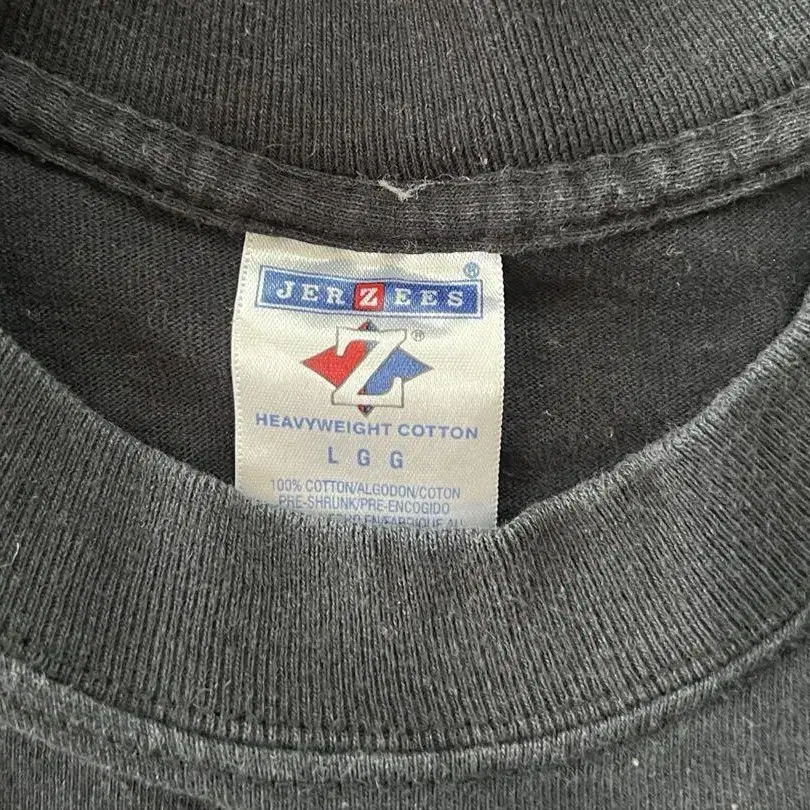 JERZEES®
Z®
HEAVYWEIGHT COTTON
L G G
100% COTTON/ALGODON/COTON
PRE-SHRUNK/PRE-ENCOGIDO